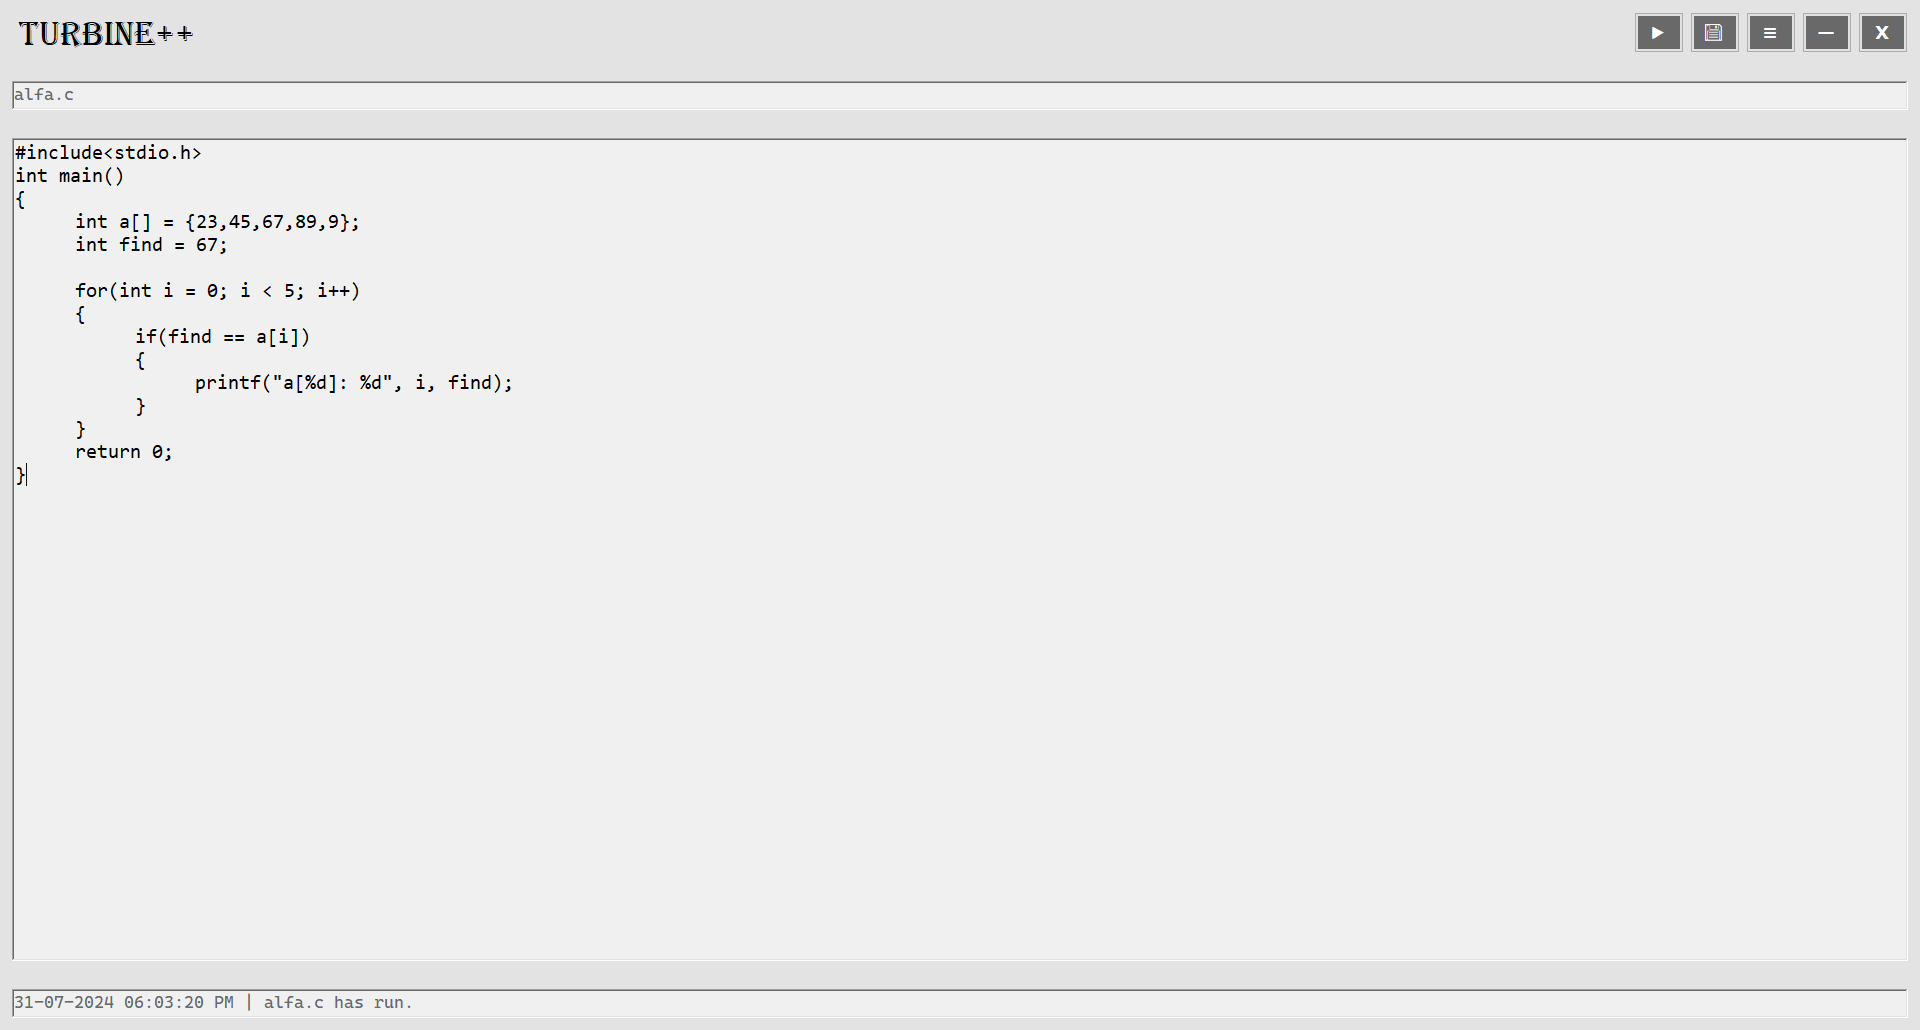 TURBINE++
X
alfa.c
#include<stdio.h>
int main()
{
int a[] = {23,45,67,89,9};
int find = 67;
for(int i = 0; i < 5; i++)
{
if(find == a[i])
{
printf("a[%d]: %d", i, find);
}
}
return 0;
}
31-07-2024 06:03:20 PM | alfa.c has run.